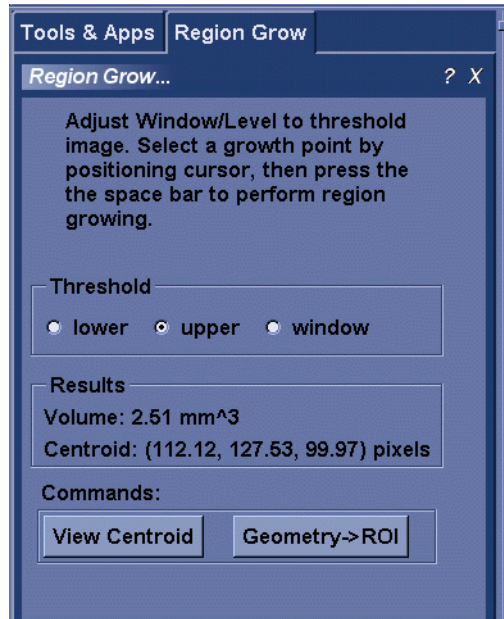 Tools & Apps Region Grow
Region Grow... ? X
Adjust Window/Level to threshold
image. Select a growth point by
positioning cursor, then press the
the space bar to perform region
growing.
Threshold
lower upper window
Results
Volume: 2.51 mm^3
Centroid: (112.12, 127.53, 99.97) pixels
Commands:
View Centroid Geometry->ROI